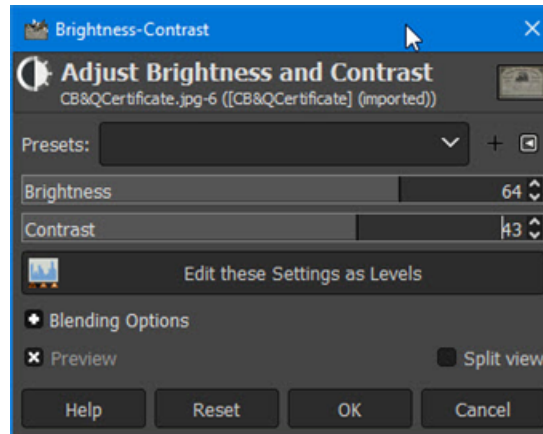 Brightness-Contrast
Adjust Brightness and Contrast
CB&QCertificate.jpg-6 ([CB&QCertificate] (imported))
Presets:
Brightness 64
Contrast 43
Edit these Settings as Levels
Blending Options
Preview Split view
Help Reset OK Cancel